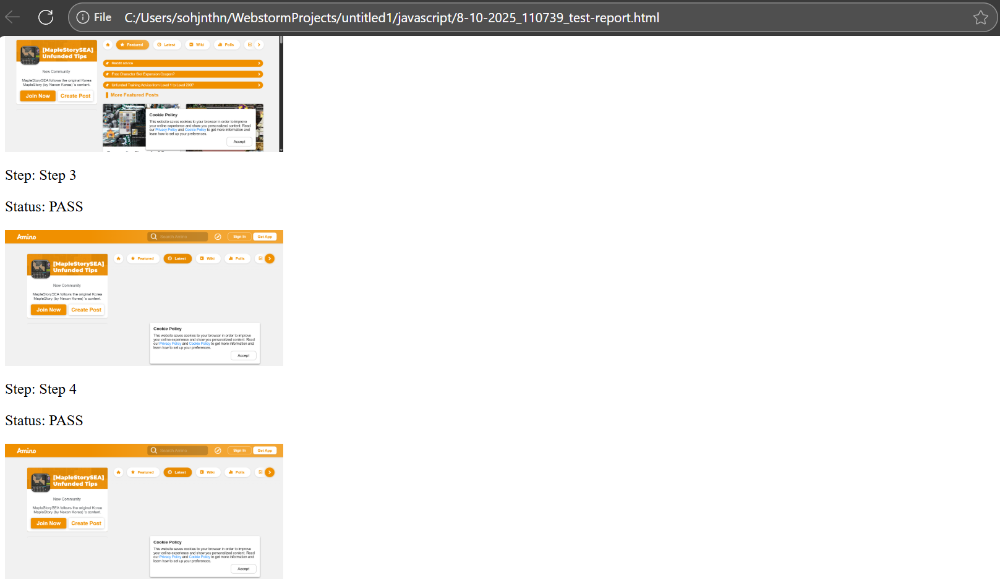 File C:/Users/sohjnthn/WebstormProjects/untitled1/javascript/8-10-2025_110739_test-report.html
[MapleStorySEA]
Unfunded Tips
New Community
MapleStorySEA follows the original Korea
MapleStory (by Nexon Korea) 's content.
Join Now Create Post
Featured Latest Wiki Polls
Reddit advice
Free Character Slot Expansion Coupon?
Unfunded Training Advice from Level 1 to Level 200?
More Featured Posts
Cookie Policy
This website saves cookies to your browser in order to improve
your online experience and show you personalized content. Read
our Privacy Policy and Cookie Policy to get more information and
learn how to set up your preferences.
Accept
Step: Step 3
Status: PASS
Amino Search Amino Sign In Get App
Featured Latest Wiki Polls
[MapleStorySEA]
Unfunded Tips
New Community
MapleStorySEA follows the original Korea
MapleStory (by Nexon Korea) 's content.
Join Now Create Post
Cookie Policy
This website saves cookies to your browser in order to improve
your online experience and show you personalized content. Read
our Privacy Policy and Cookie Policy to get more information and
learn how to set up your preferences.
Accept
Step: Step 4
Status: PASS
Amino Search Amino Sign In Get App
Featured Latest Wiki Polls
[MapleStorySEA]
Unfunded Tips
New Community
MapleStorySEA follows the original Korea
MapleStory (by Nexon Korea) 's content.
Join Now Create Post
Cookie Policy
This website saves cookies to your browser in order to improve
your online experience and show you personalized content. Read
our Privacy Policy and Cookie Policy to get more information and
learn how to set up your preferences.
Accept